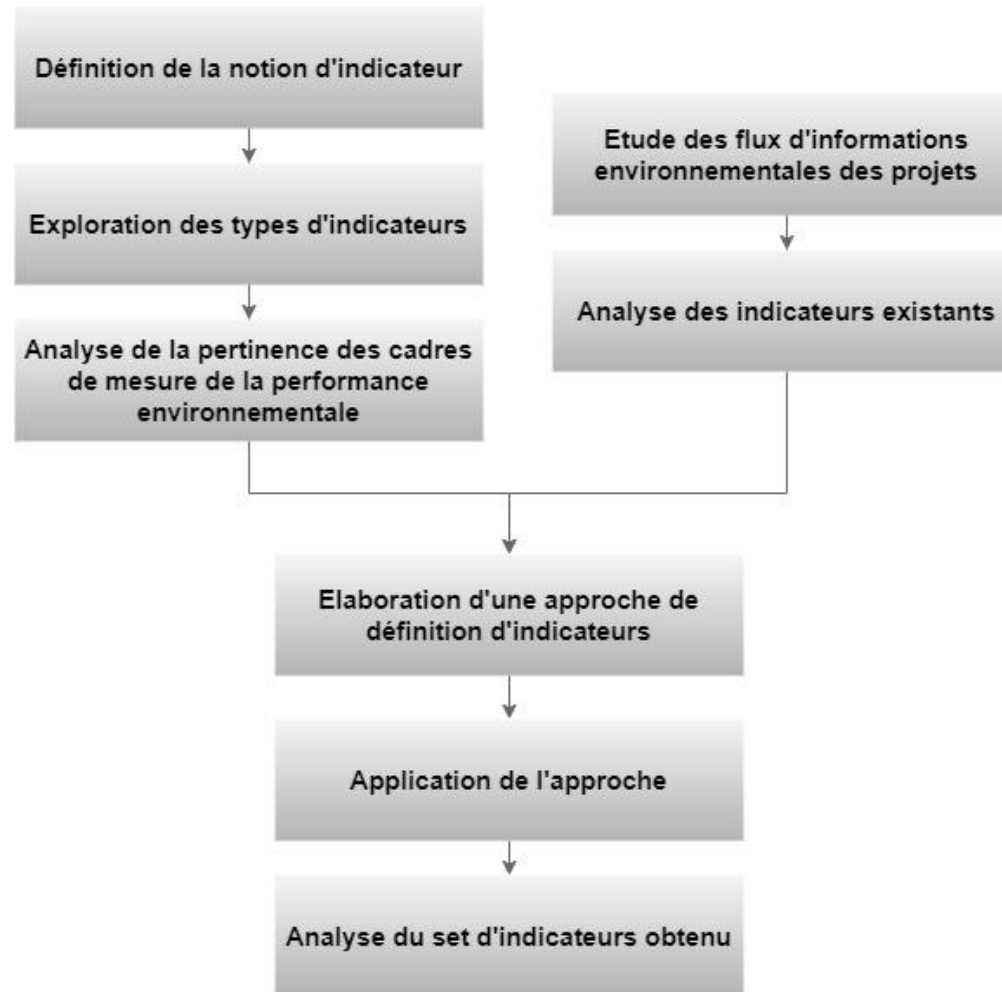 Définition de la notion d'indicateur
Exploration des types d'indicateurs
Analyse de la pertinence des cadres
de mesure de la performance
environnementale
Etude des flux d'informations
environnementales des projets
Analyse des indicateurs existants
Elaboration d'une approche de
définition d'indicateurs
Application de l'approche
Analyse du set d'indicateurs obtenu